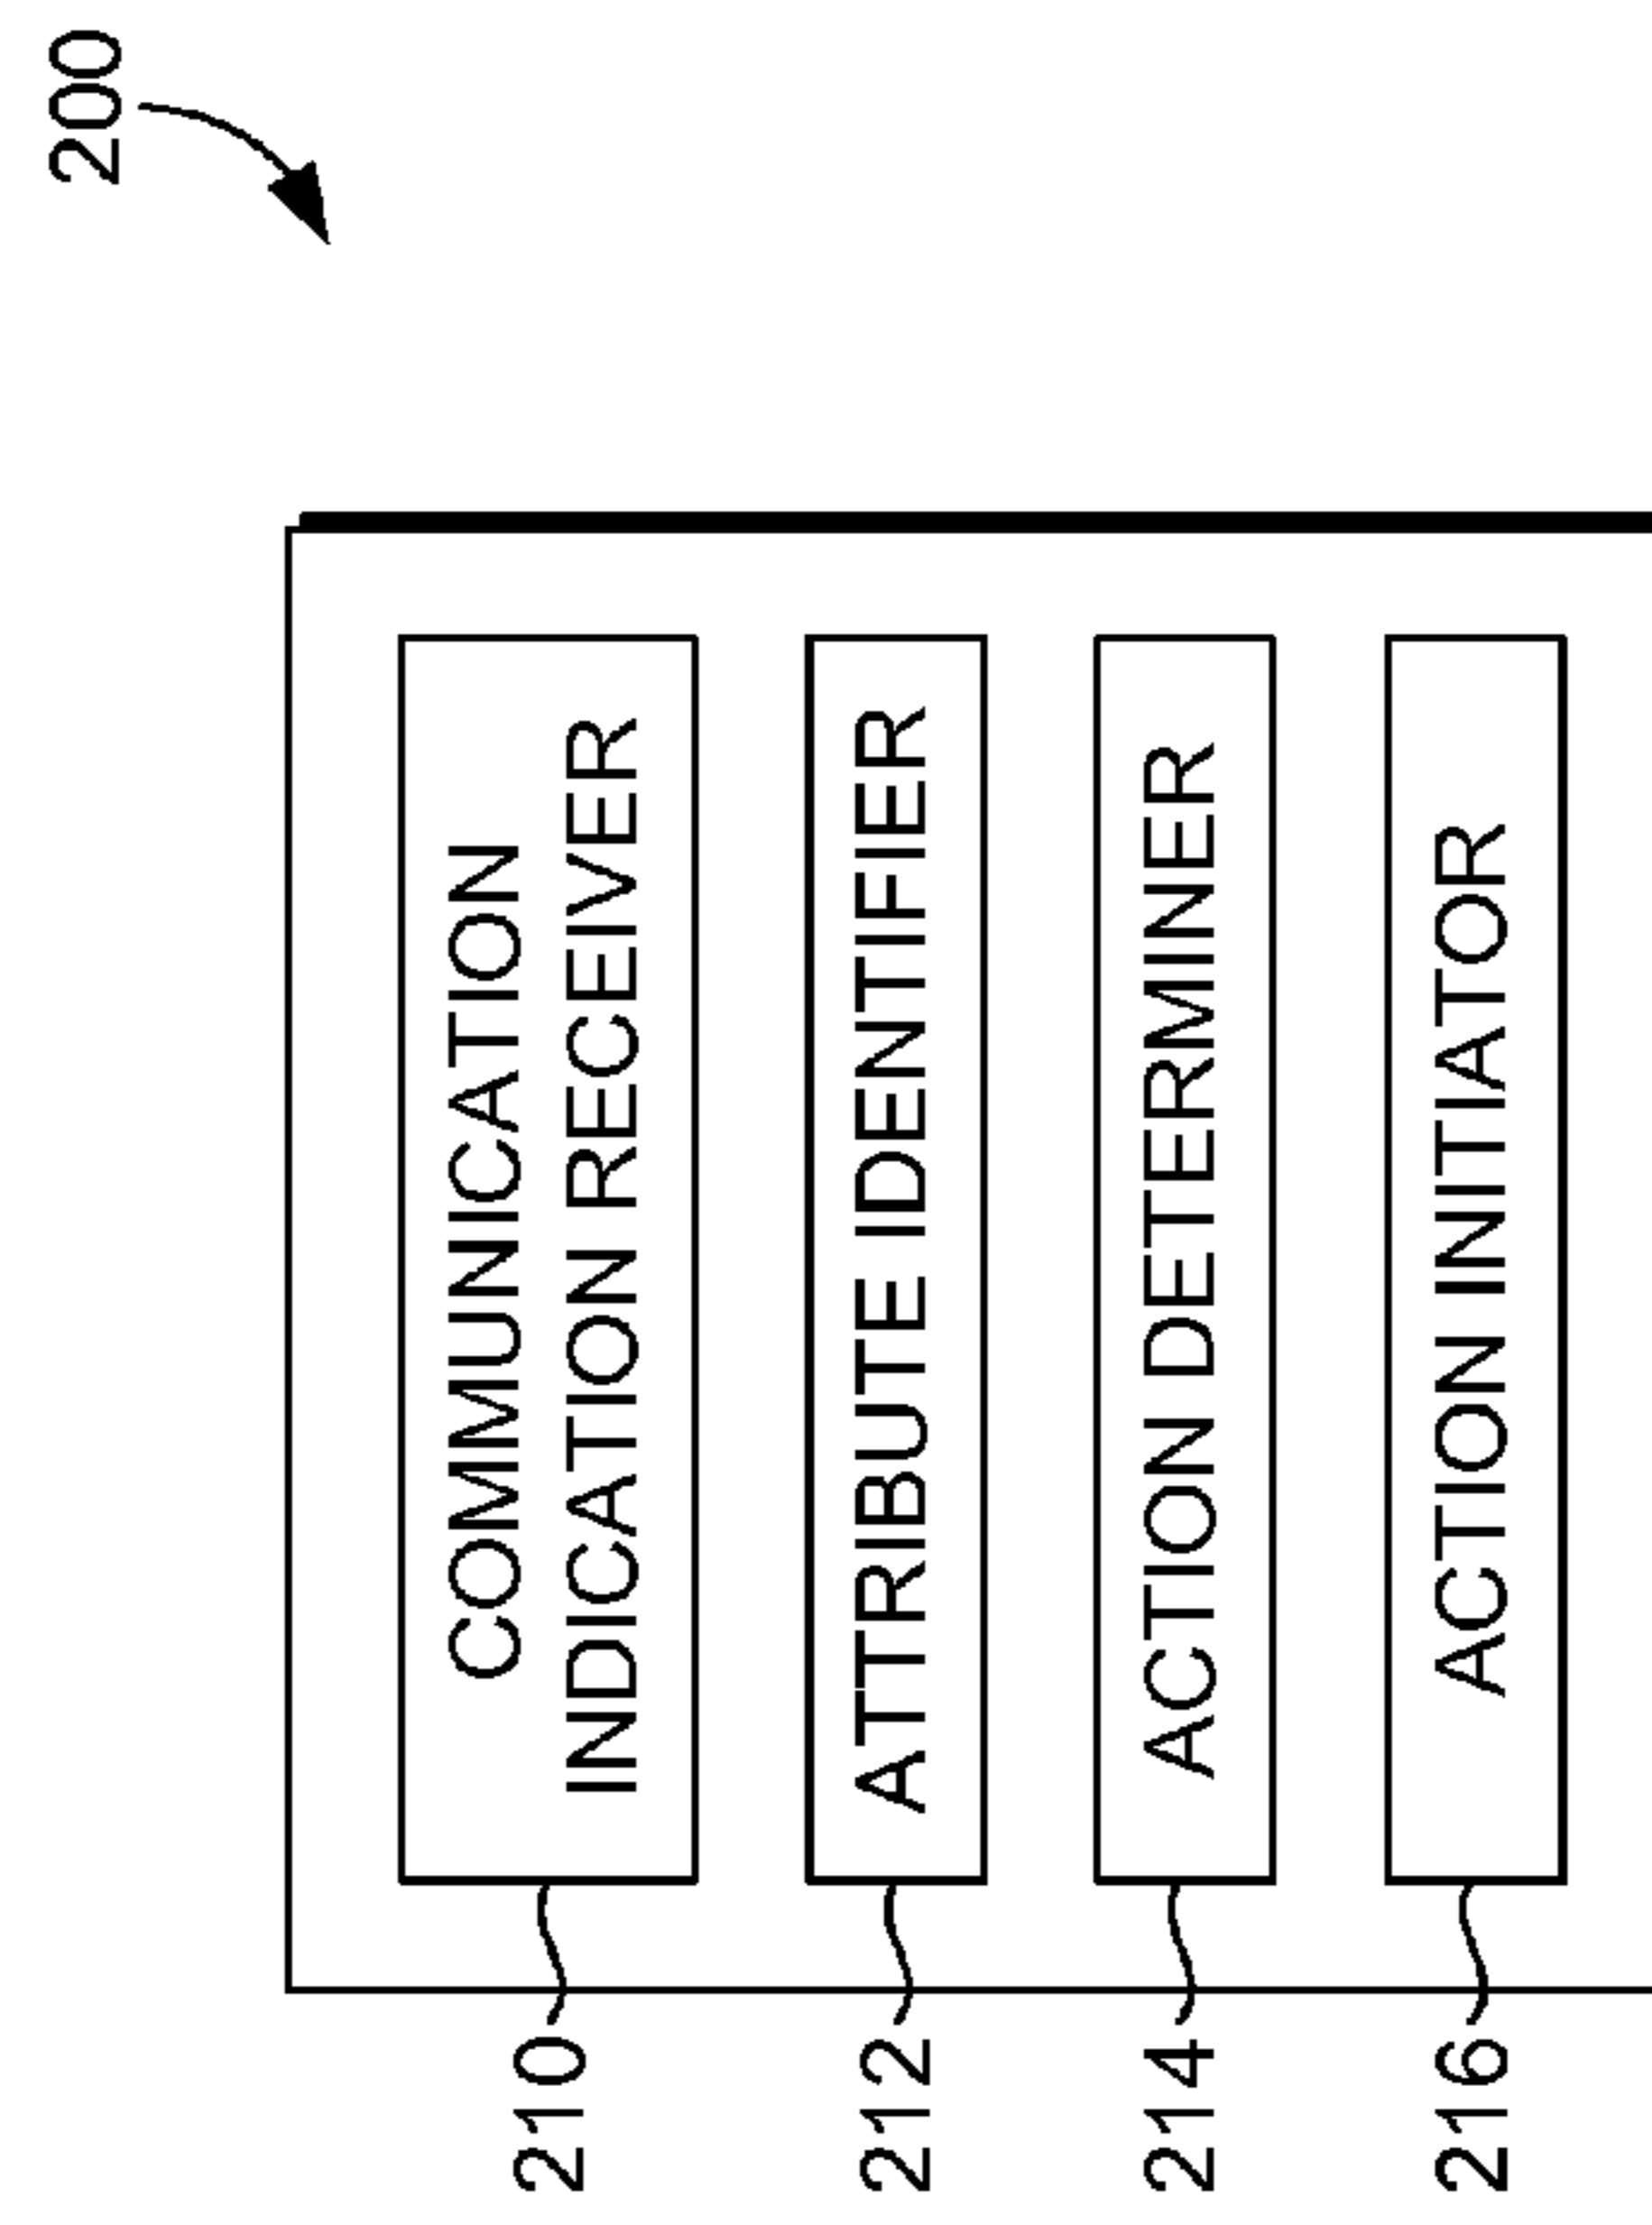 200
COMMUNICATION
INDICATION RECEIVER
210
ATTRIBUTE IDENTIFIER
212
ACTION DETERMINER
214
ACTION INITIATOR
216